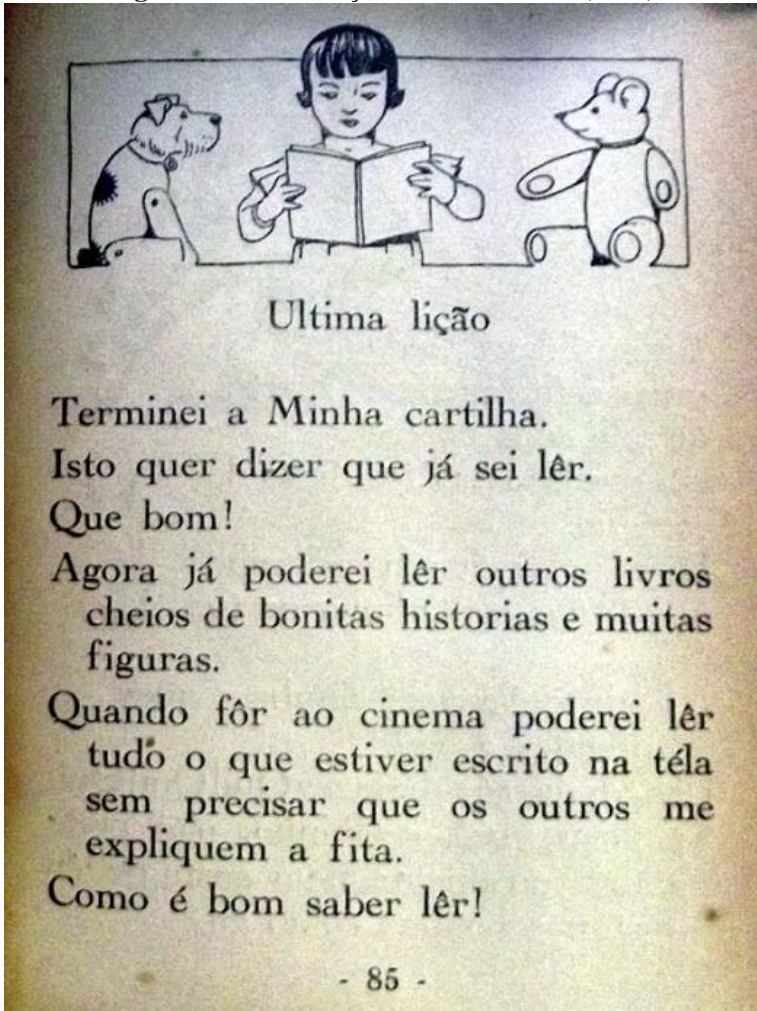 Ultima lição
Terminei a Minha cartilha.
Isto quer dizer que já sei lêr.
Que bom!
Agora já poderei lêr outros livros
cheios de bonitas historias e muitas
figuras.
Quando fôr ao cinema poderei lêr
tudo o que estiver escrito na téla
sem precisar que os outros me
expliquem a fita.
Como é bom saber lêr!
- 85 -